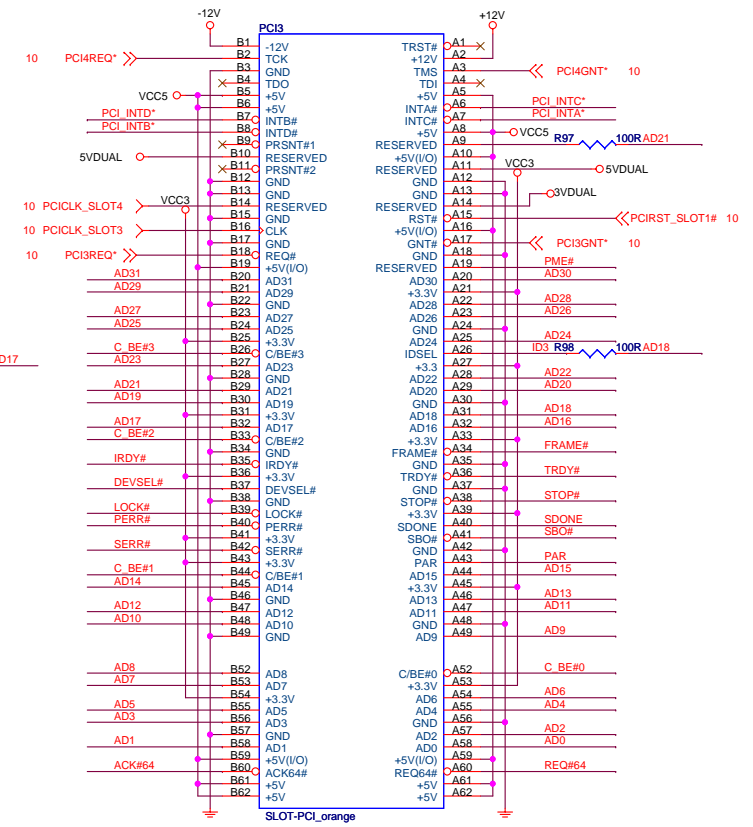 -12V +12V
PCI3
B1 -12V TRST# A1
10 PCI4REQ* B2 TCK +12V A2
B3 GND TMS A3 PCI4GNT* 10
B4 TDO TDI A4
VCC5 B5 +5V +5V A5
B6 +5V INTA# A6 PCI_INTC*
PCI_INTD* B7 INTB# INTC# A7 PCI_INTA*
PCI_INTB* B8 INTD# +5V A8 VCC5
B9 PRSNT#1 RESERVED A9 R97 100R AD21
5VDUAL B10 RESERVED +5V(I/O) A10
B11 PRSNT#2 RESERVED A11 VCC3 5VDUAL
B12 GND GND A12
B13 GND GND A13
10 PCICLK_SLOT4 VCC3 B14 RESERVED RESERVED A14 3VDUAL
B15 GND RST# A15 PCIRST_SLOT1# 10
10 PCICLK_SLOT3 B16 CLK +5V(I/O) A16
B17 GND GNT# A17 PCI3GNT* 10
10 PCI3REQ* B18 REQ# GND A18
B19 +5V(I/O) RESERVED A19 PME#
AD31 B20 AD31 AD30 A20 AD30
AD29 B21 AD29 +3.3V A21
B22 GND AD28 A22 AD28
AD27 B23 AD27 AD26 A23 AD26
AD25 B24 AD25 GND A24
B25 +3.3V AD24 A25 AD24
C_BE#3 B26 C/BE#3 IDSEL A26 ID3 R98 100R AD18
D17 AD23 B27 AD23 +3.3 A27
B28 GND AD22 A28 AD22
AD21 B29 AD21 AD20 A29 AD20
AD19 B30 AD19 GND A30
B31 +3.3V AD18 A31 AD18
AD17 B32 AD17 AD16 A32 AD16
C_BE#2 B33 C/BE#2 +3.3V A33
B34 GND FRAME# A34 FRAME#
IRDY# B35 IRDY# GND A35
B36 +3.3V TRDY# A36 TRDY#
DEVSEL# B37 DEVSEL# GND A37
B38 GND STOP# A38 STOP#
LOCK# B39 LOCK# +3.3V A39
PERR# B40 PERR# SDONE A40 SDONE
B41 +3.3V SBO# A41 SBO#
SERR# B42 SERR# GND A42
B43 +3.3V PAR A43 PAR
C_BE#1 B44 C/BE#1 AD15 A44 AD15
AD14 B45 AD14 +3.3V A45
B46 GND AD13 A46 AD13
AD12 B47 AD12 AD11 A47 AD11
AD10 B48 AD10 GND A48
B49 GND AD9 A49 AD9
AD8 B52 AD8 C/BE#0 A52 C_BE#0
AD7 B53 AD7 +3.3V A53
B54 +3.3V AD6 A54 AD6
AD5 B55 AD5 AD4 A55 AD4
AD3 B56 AD3 GND A56
B57 GND AD2 A57 AD2
AD1 B58 AD1 AD0 A58 AD0
B59 +5V(I/O) +5V(I/O) A59
ACK#64 B60 ACK64# REQ64# A60 REQ#64
B61 +5V +5V A61
B62 +5V +5V A62
SLOT-PCI_orange